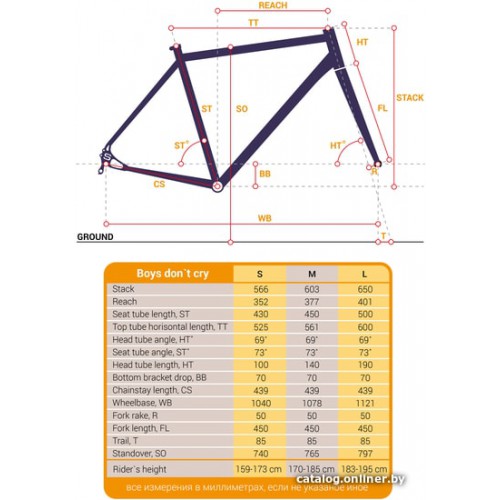 REACH
TT
HT
ST
SO
FL
STACK
ST°
HT°
S
R
BB
CS
WB
GROUND
T
Boys don`t cry S M L
Stack 566 603 650
Reach 352 377 401
Seat tube length, ST 430 450 500
Top tube horisontal length, TT 525 561 600
Head tube angle, HT° 69° 69° 69°
Seat tube angle, ST° 73° 73° 73°
Head tube length, HT 100 140 190
Bottom bracket drop, BB 70 70 70
Chainstay length, CS 439 439 439
Wheelbase, WB 1040 1078 1121
Fork rake, R 50 50 50
Fork length, FL 450 450 450
Trail, T 85 85 85
Standover, SO 740 765 797
Rider`s height 159-173 cm 170-185 cm 183-195 cm
все измерения в миллиметрах, если не указаное иное
catalog.onliner.by